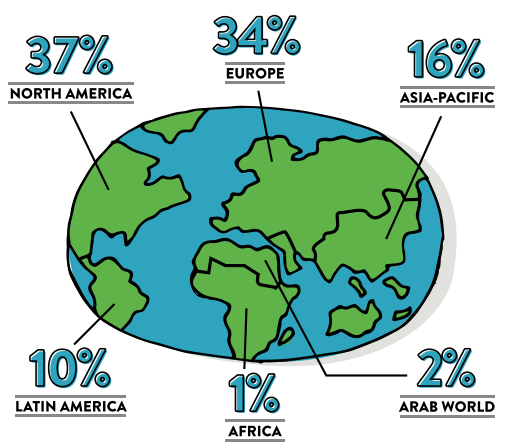 37%
NORTH AMERICA
34%
EUROPE
16%
ASIA-PACIFIC
10%
LATIN AMERICA
1%
AFRICA
2%
ARAB WORLD